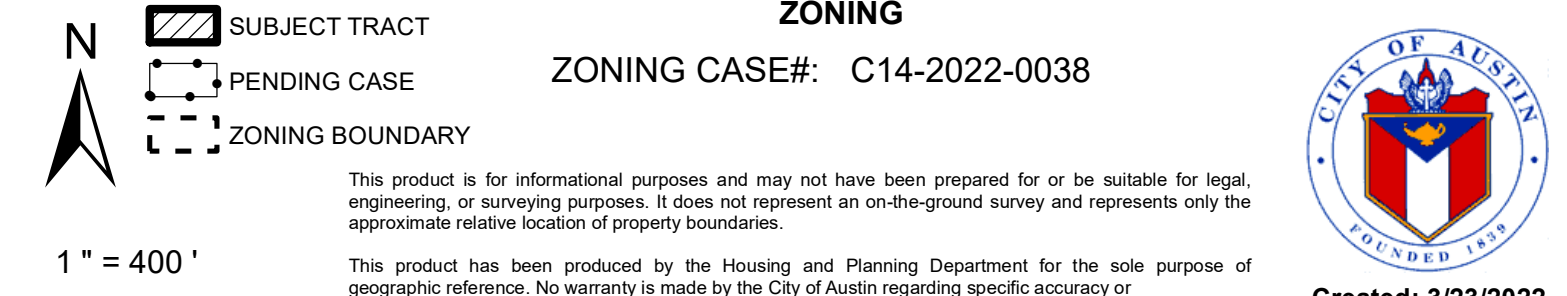 ZONING
N
SUBJECT TRACT
ZONING CASE#: C14-2022-0038
PENDING CASE
ZONING BOUNDARY
This product is for informational purposes and may not have been prepared for or be suitable for legal,
engineering, or surveying purposes. It does not represent an on-the-ground survey and represents only the
approximate relative location of property boundaries.
1 " = 400 '
This product has been produced by the Housing and Planning Department for the sole purpose of
geographic reference. No warranty is made by the City of Austin regarding specific accuracy or
CITY OF AUSTIN
FOUNDED 1839
Created: 3/23/2022